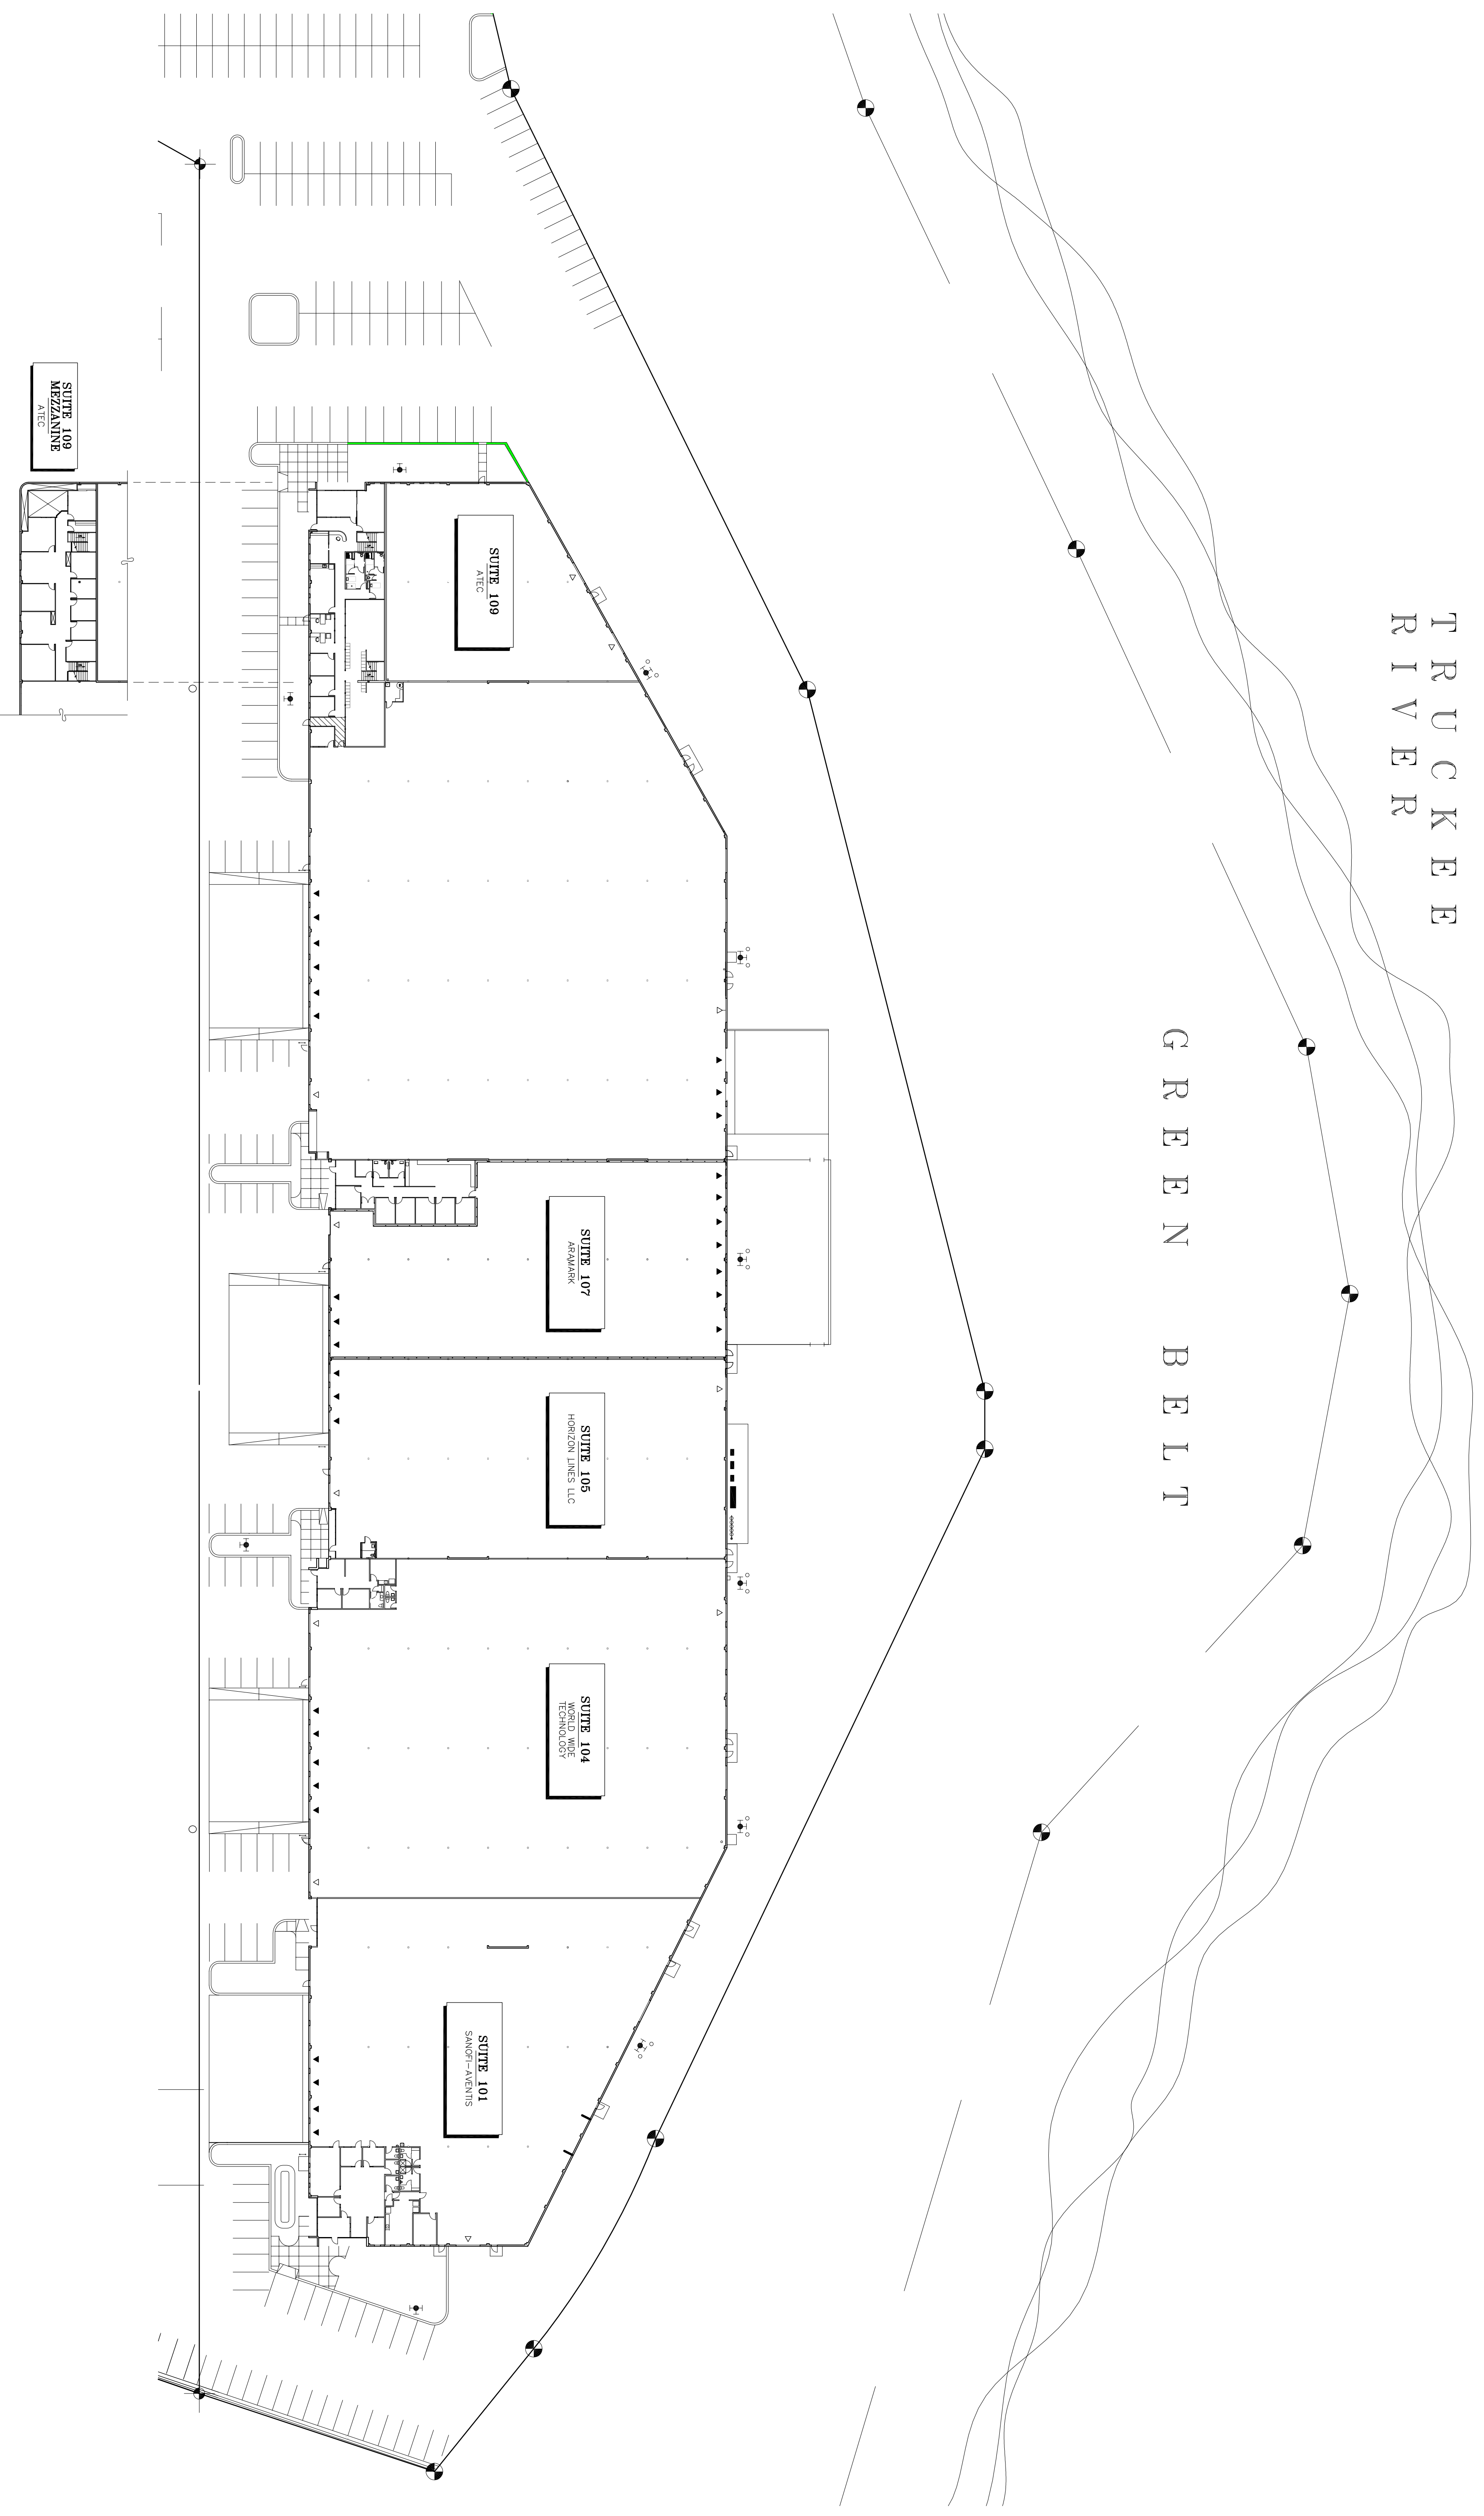 TRUCKEE
RIVER
GREEN BELT
SUITE 109
MEZZANINE
ATEC
SUITE 109
ATEC
SUITE 107
ARAMARK
SUITE 105
HORIZON LINES LLC
SUITE 104
WORLD WIDE
TECHNOLOGY
SUITE 101
SANOFI-AVENTIS